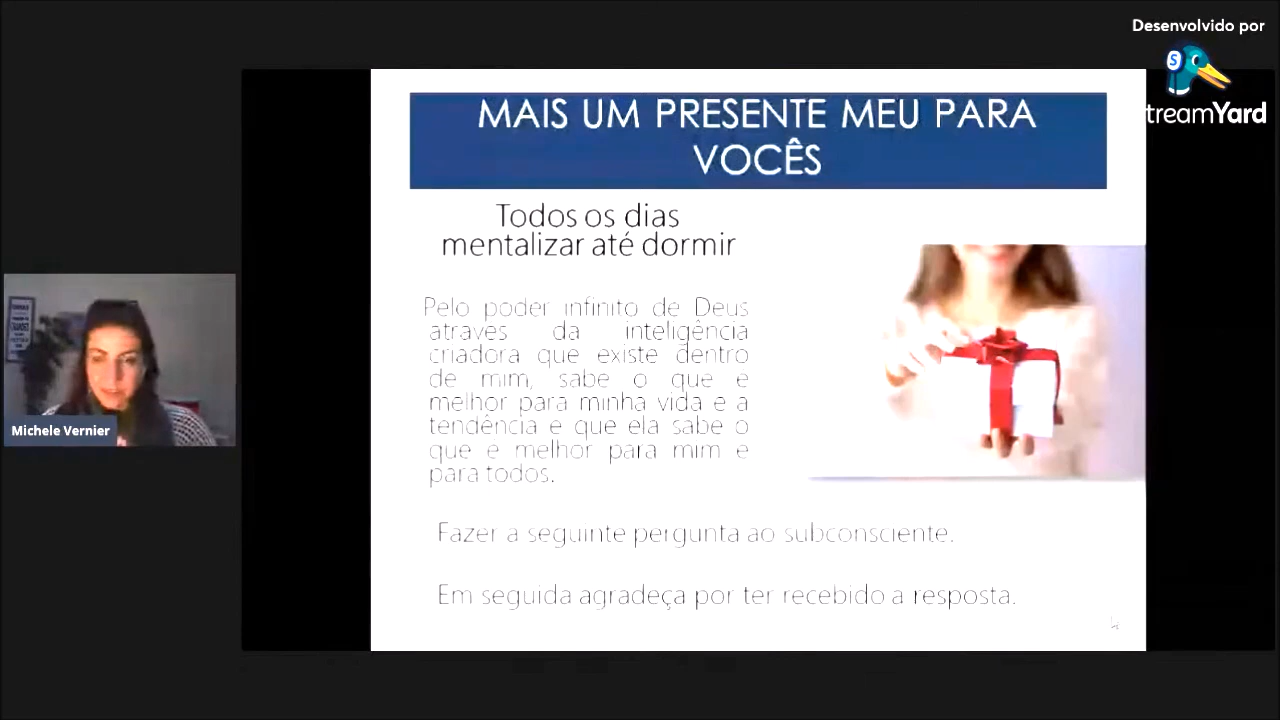 Desenvolvido por
treamYard
MAIS UM PRESENTE MEU PARA
VOCÊS
Todos os dias
mentalizar até dormir
Pelo poder infinito de Deus
atraves da inteligência
criadora que existe dentro
de mim, sabe o que e
melhor para minha vida e a
tendência e que ela sabe o
que e melhor para mim e
para todos.
Fazer a seguinte pergunta ao subconsciente.
Em seguida agradeça por ter recebido a resposta.
Michele Vernier